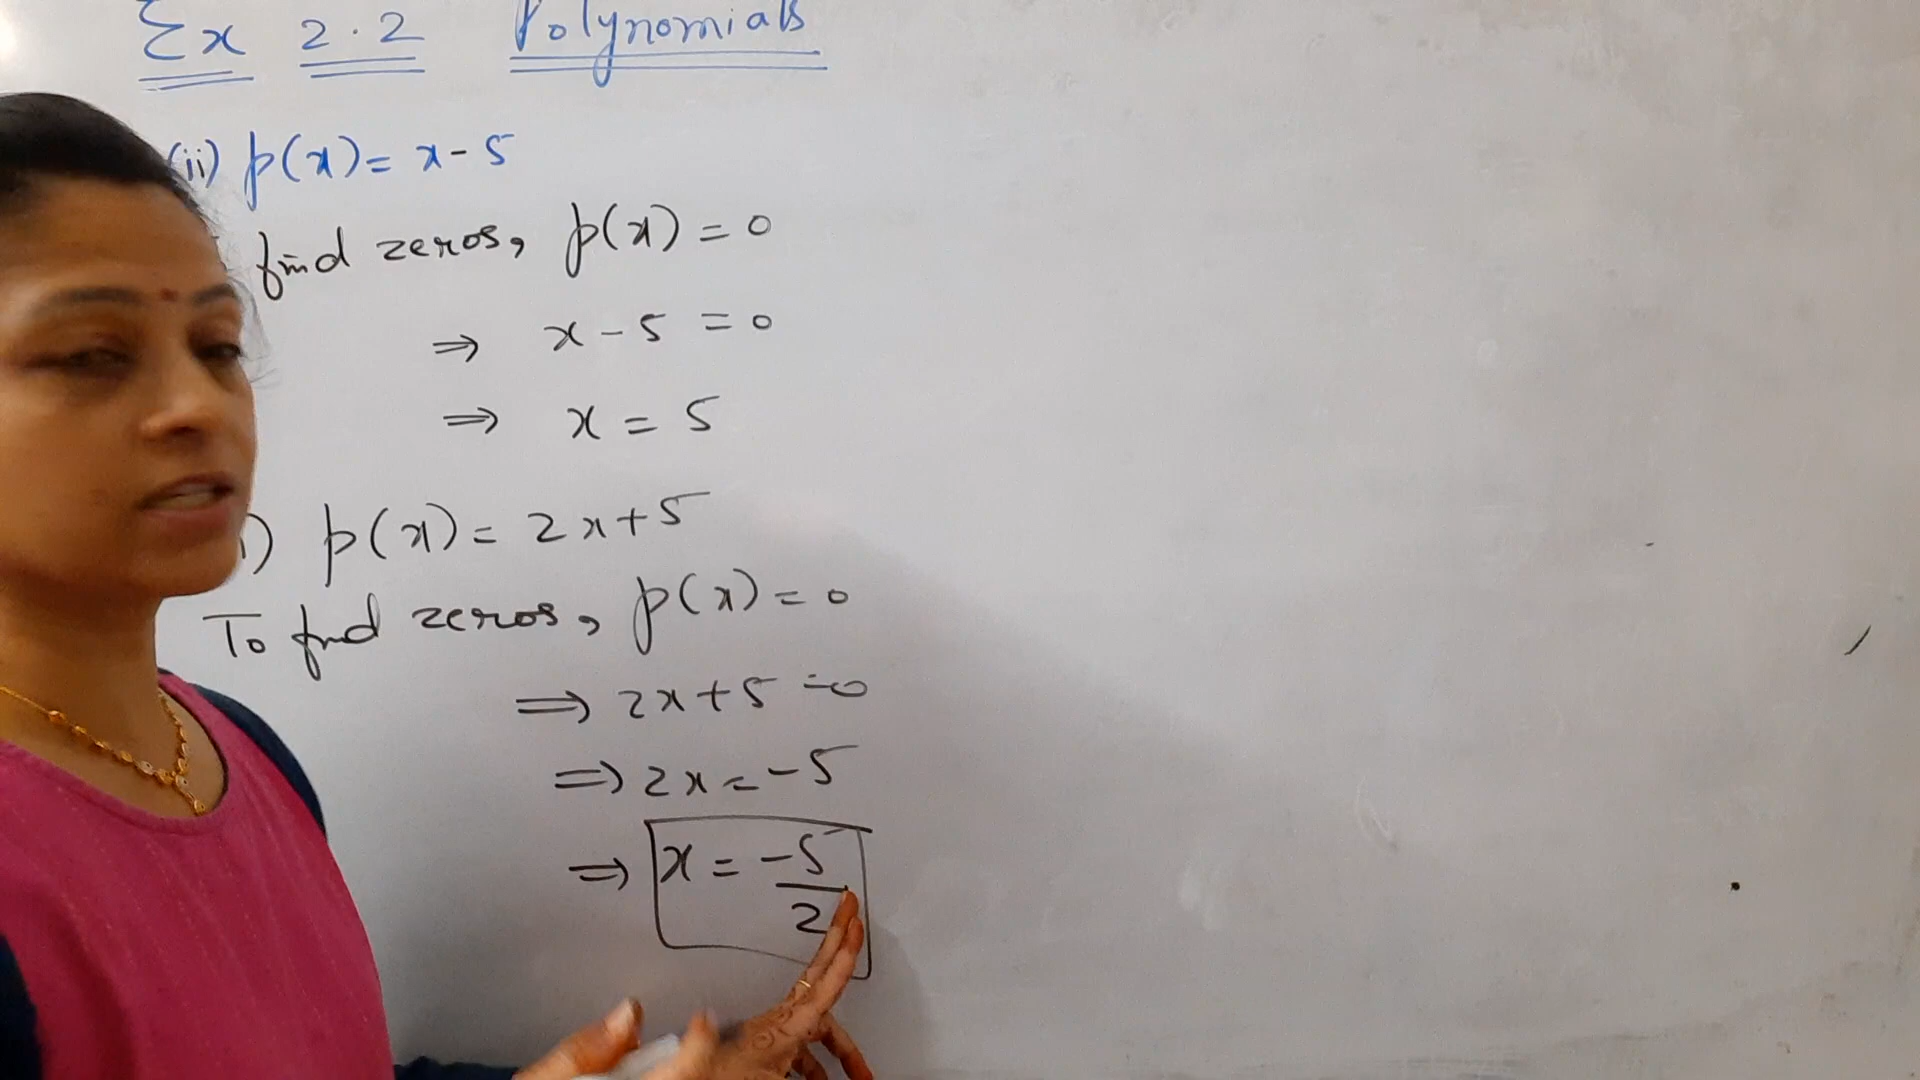 Ex 2.2 Polynomials
(ii) p(x) = x - 5
find zeros, p(x) = 0
⇒ x - 5 = 0
⇒ x = 5
) p(x) = 2x + 5
To find zeros, p(x) = 0
⇒ 2x + 5 = 0
⇒ 2x = -5
⇒ x = -5/2